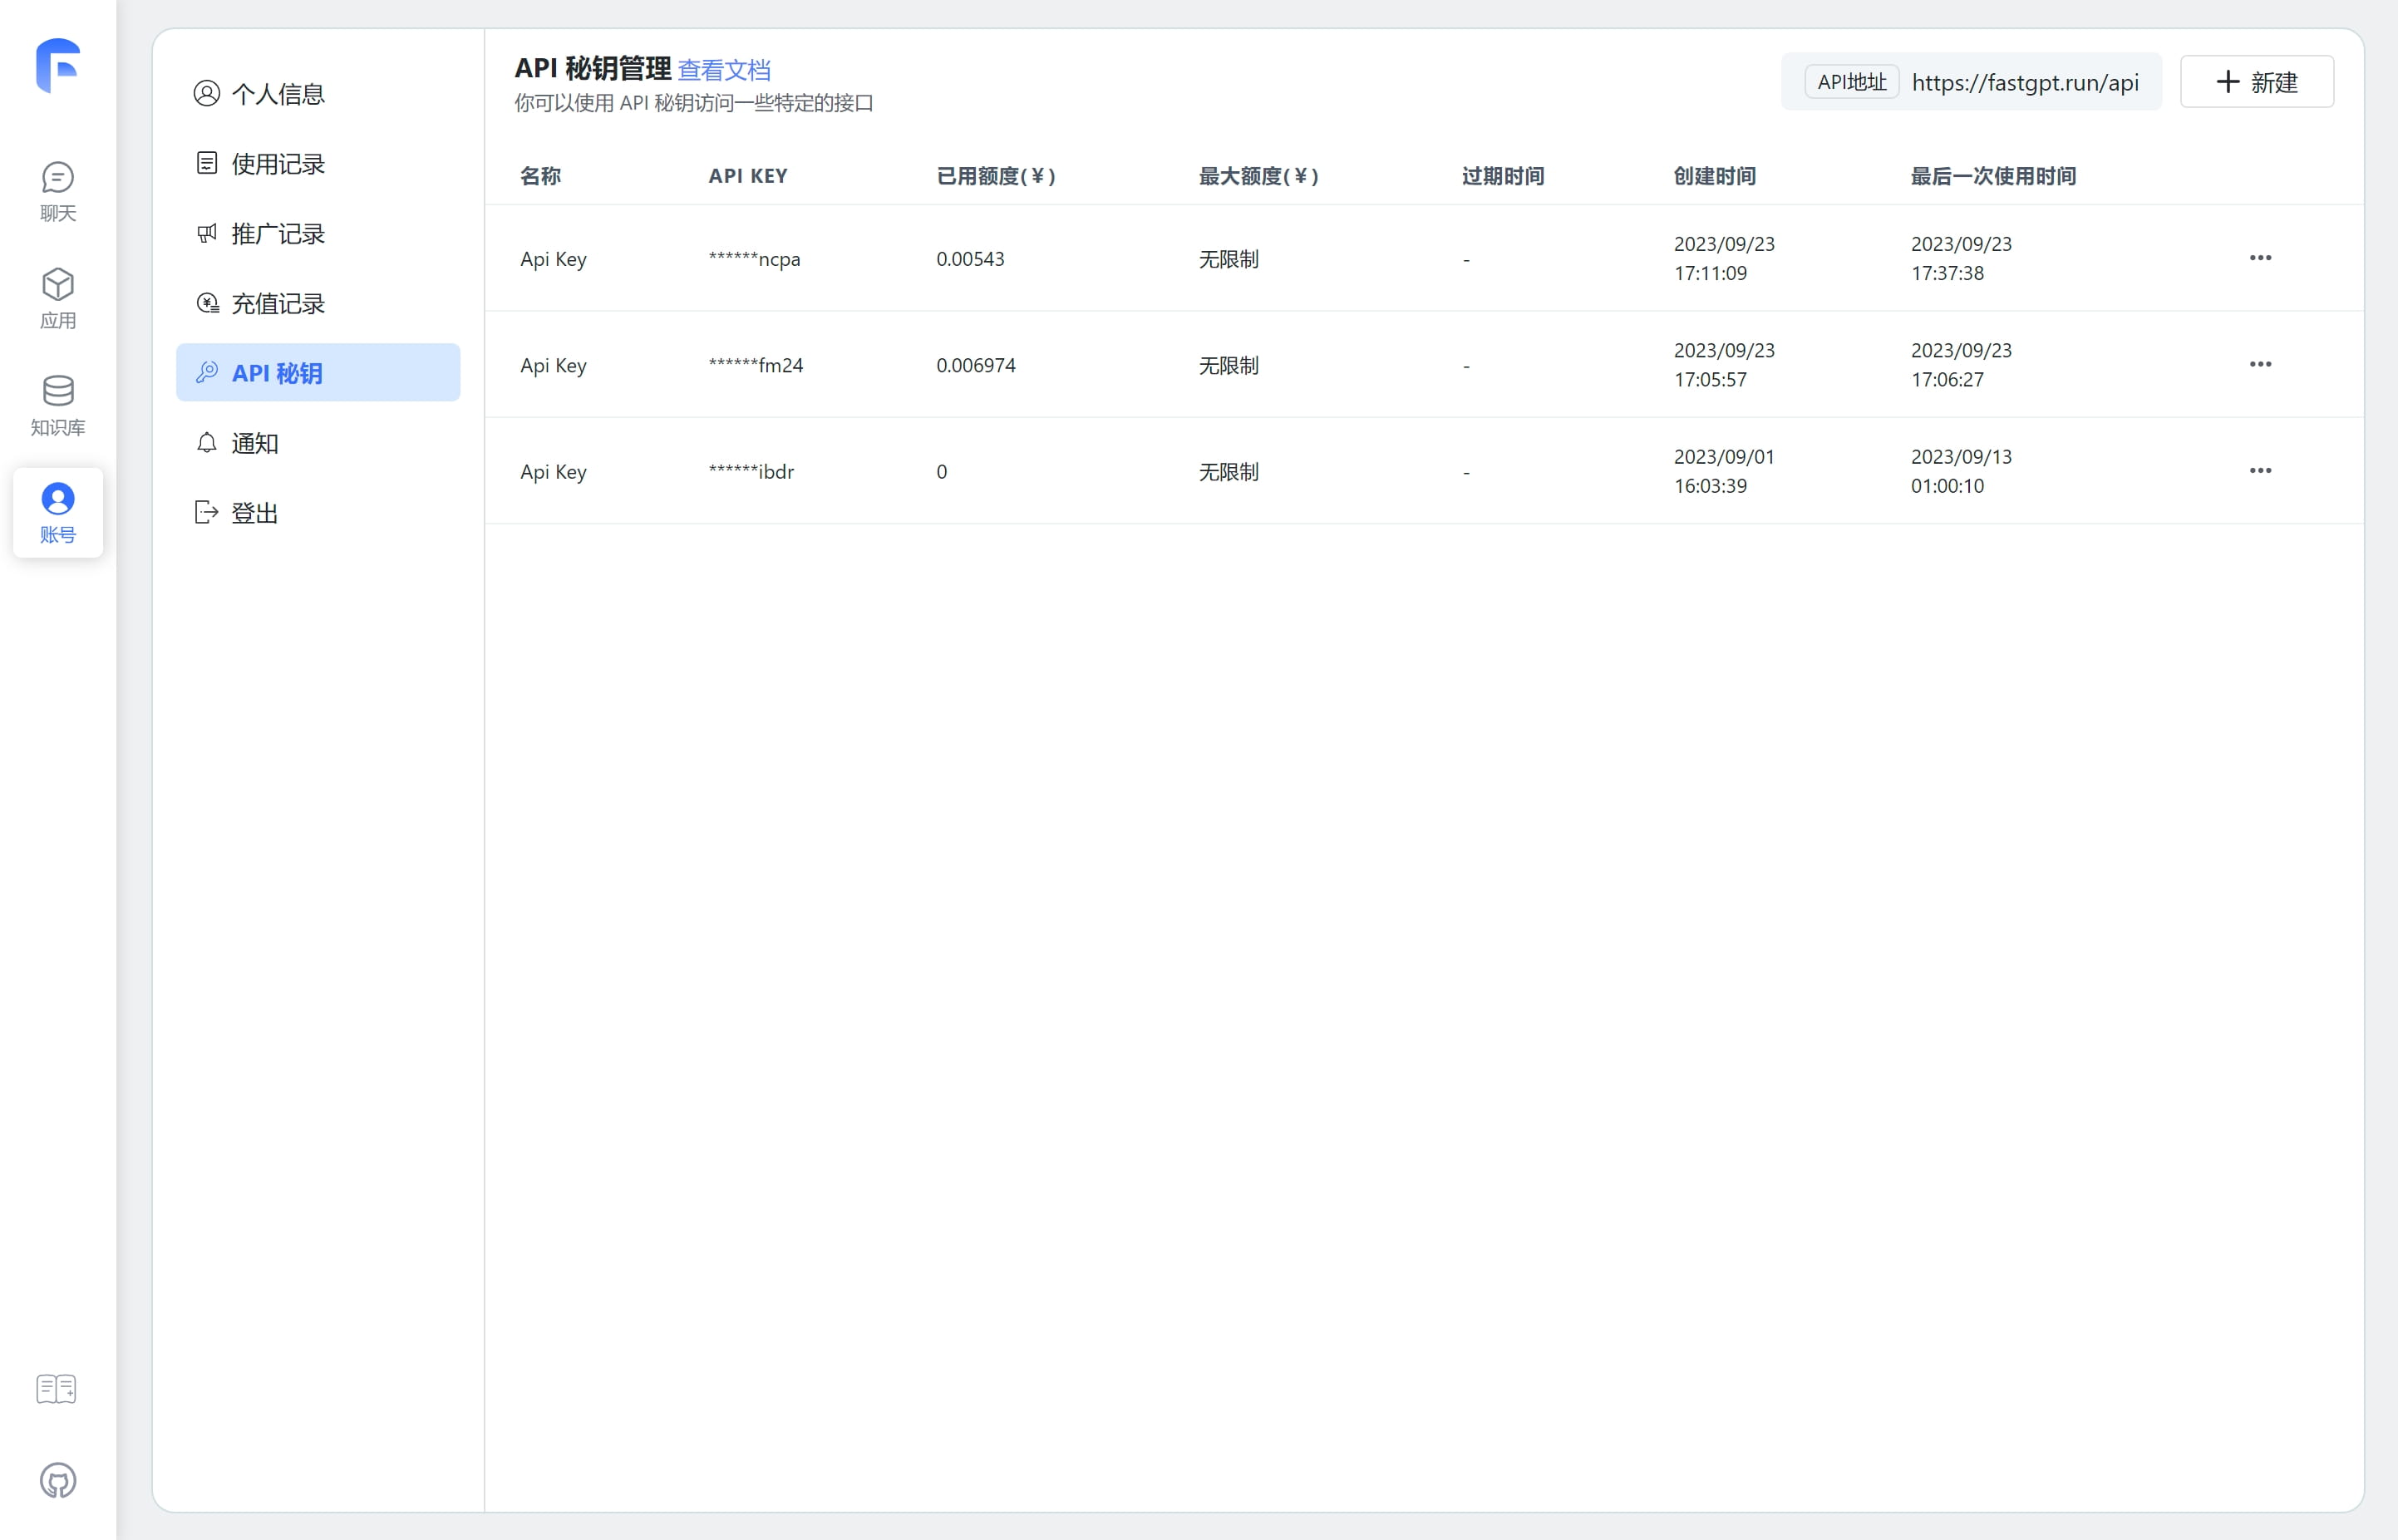 聊天
应用
知识库
账号
个人信息
使用记录
推广记录
充值记录
API 秘钥
通知
登出
API 秘钥管理 查看文档
你可以使用 API 秘钥访问一些特定的接口
API地址 https://fastgpt.run/api
新建
名称 API KEY 已用额度(¥) 最大额度(¥) 过期时间 创建时间 最后一次使用时间
Api Key ******ncpa 0.00543 无限制 - 2023/09/23 17:11:09 2023/09/23 17:37:38
Api Key ******fm24 0.006974 无限制 - 2023/09/23 17:05:57 2023/09/23 17:06:27
Api Key ******ibdr 0 无限制 - 2023/09/01 16:03:39 2023/09/13 01:00:10